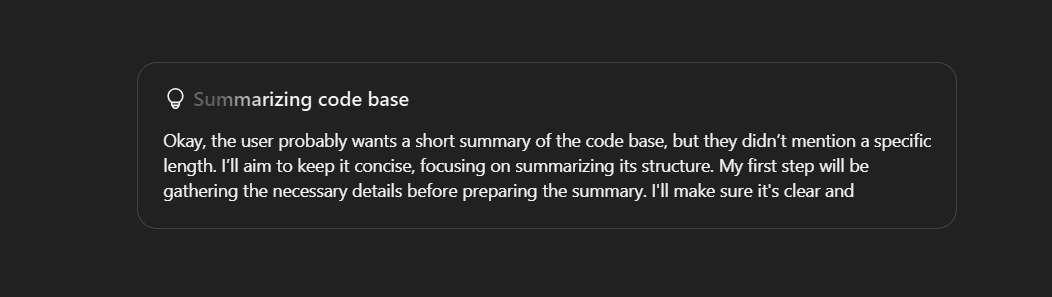 Summarizing code base
Okay, the user probably wants a short summary of the code base, but they didn’t mention a specific
length. I’ll aim to keep it concise, focusing on summarizing its structure. My first step will be
gathering the necessary details before preparing the summary. I'll make sure it's clear and